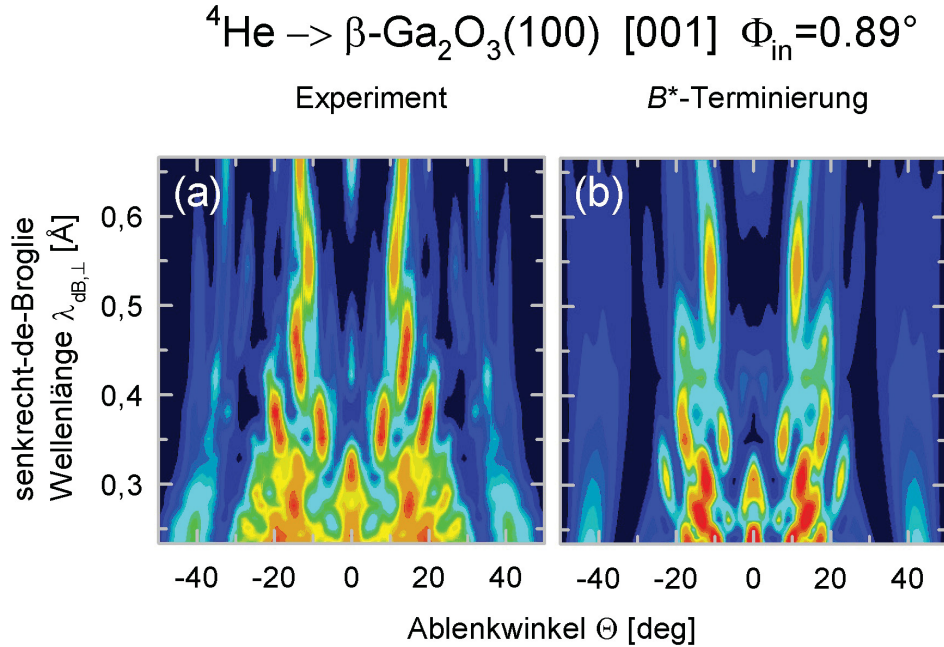 ⁴He –> β-Ga₂O₃(100) [001] Φᵢₙ=0.89°
Experiment
B*-Terminierung
(a)
(b)
senkrecht-de-Broglie
Wellenlänge λ_dB,⊥ [Å]
0,6
0,5
0,4
0,3
-40 -20 0 20 40
-40 -20 0 20 40
Ablenkwinkel Θ [deg]